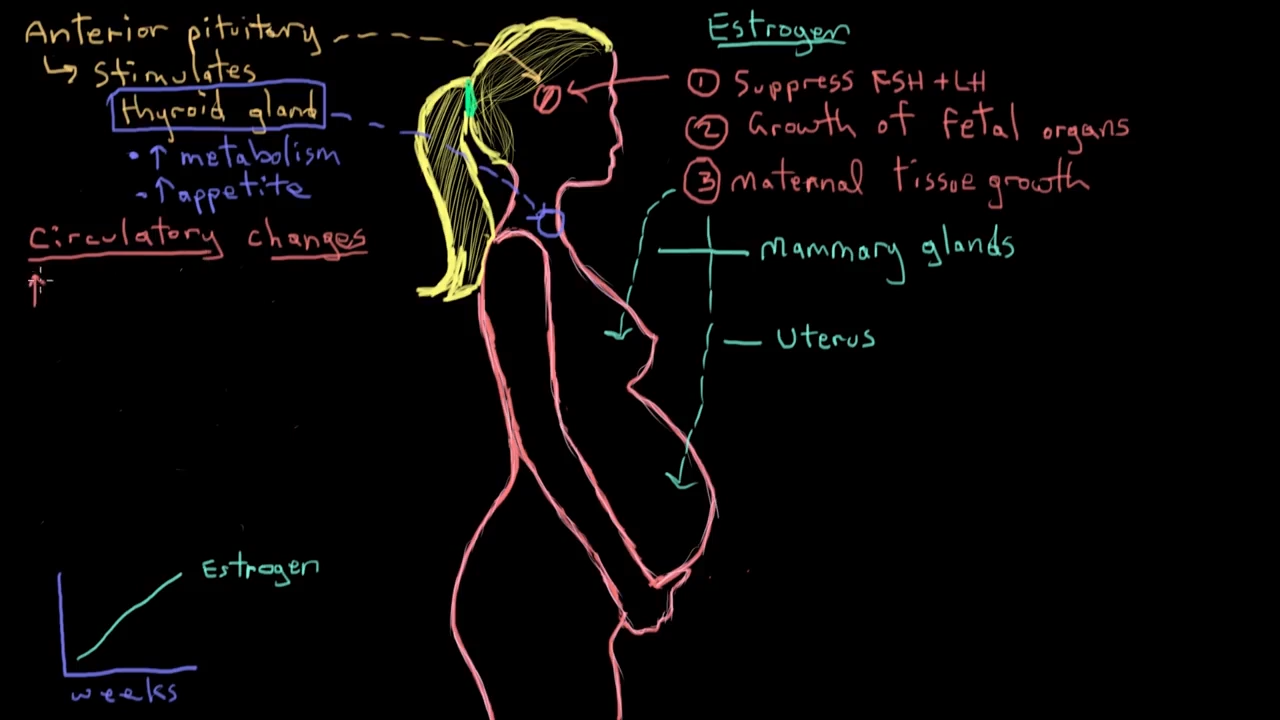 Anterior pituitary
↳ stimulates
thyroid gland
• ↑ metabolism
- ↑ appetite
Circulatory changes
↑
Estrogen
① Suppress FSH + LH
② Growth of fetal organs
③ Maternal tissue growth
Mammary glands
Uterus
Estrogen
weeks